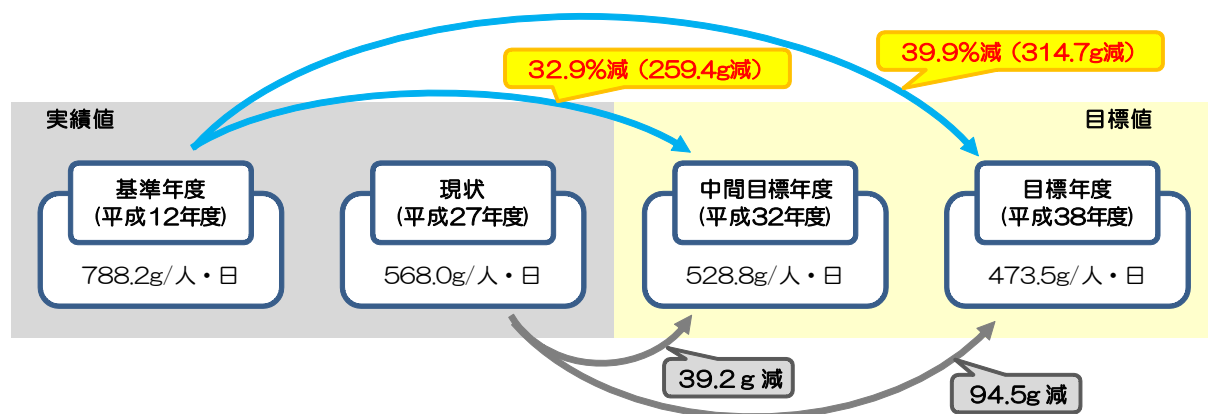 39.9%減（314.7g減）
32.9%減（259.4g減）
実績値
目標値
基準年度
(平成12年度)
788.2g/人・日
現状
(平成27年度)
568.0g/人・日
中間目標年度
(平成32年度)
528.8g/人・日
目標年度
(平成38年度)
473.5g/人・日
39.2ｇ減
94.5g減